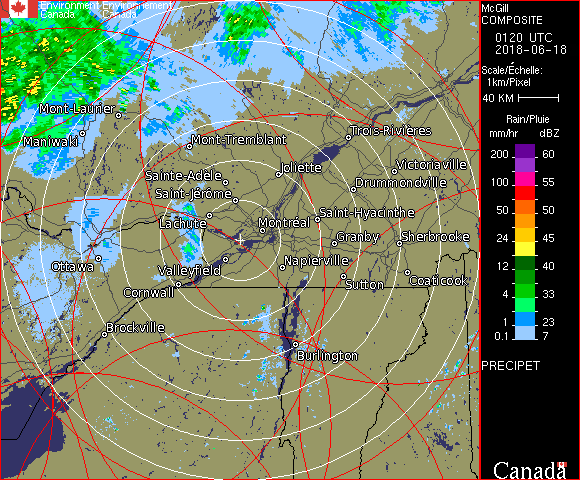 Environment Environnement
Canada Canada
Mont-Laurier
Maniwaki
Mont-Tremblant
Trois-Rivières
Joliette
Victoriaville
Sainte-Adèle
Drummondville
Saint-Jérôme
Lachute
Saint-Hyacinthe
Montréal
Granby
Sherbrooke
Ottawa
Valleyfield
Napierville
Sutton
Coaticook
Cornwall
Brockville
Burlington
McGill
COMPOSITE
0120 UTC
2018-06-18
Scale/Échelle:
1km/Pixel
40 KM
Rain/Pluie
mm/hr dBZ
200 60
150 57
100 55
50 50
24 45
12 40
4 33
1 23
0.1 7
PRECIPET
Canada